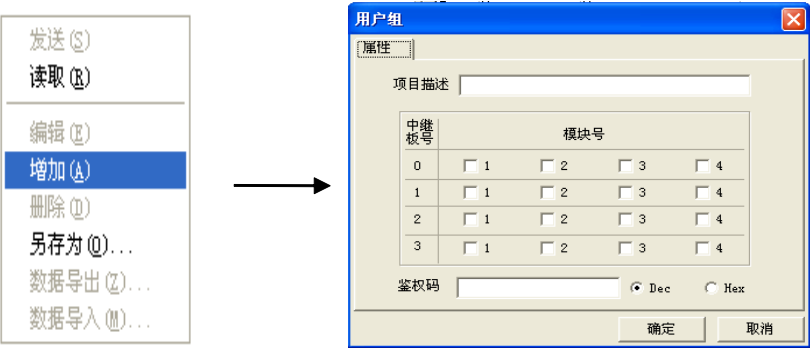 发送(S)
读取(R)
编辑(E)
增加(A)
删除(D)
另存为(O)...
数据导出(Z)...
数据导入(M)...
用户组
属性
项目描述
中继板号 模块号
0 1 2 3 4
1 1 2 3 4
2 1 2 3 4
3 1 2 3 4
鉴权码 Dec Hex
确定 取消